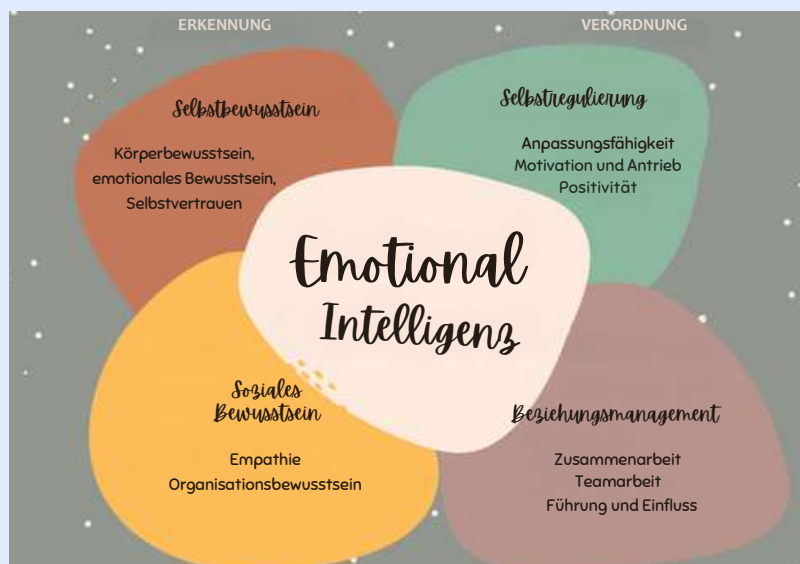 ERKENNUNG
VERORDNUNG
Selbstbewusstsein
Körperbewusstsein,
emotionales Bewusstsein,
Selbstvertrauen
Selbstregulierung
Anpassungsfähigkeit
Motivation und Antrieb
Positivität
Emotional
Intelligenz
Soziales
Bewusstsein
Empathie
Organisationsbewusstsein
Beziehungsmanagement
Zusammenarbeit
Teamarbeit
Führung und Einfluss